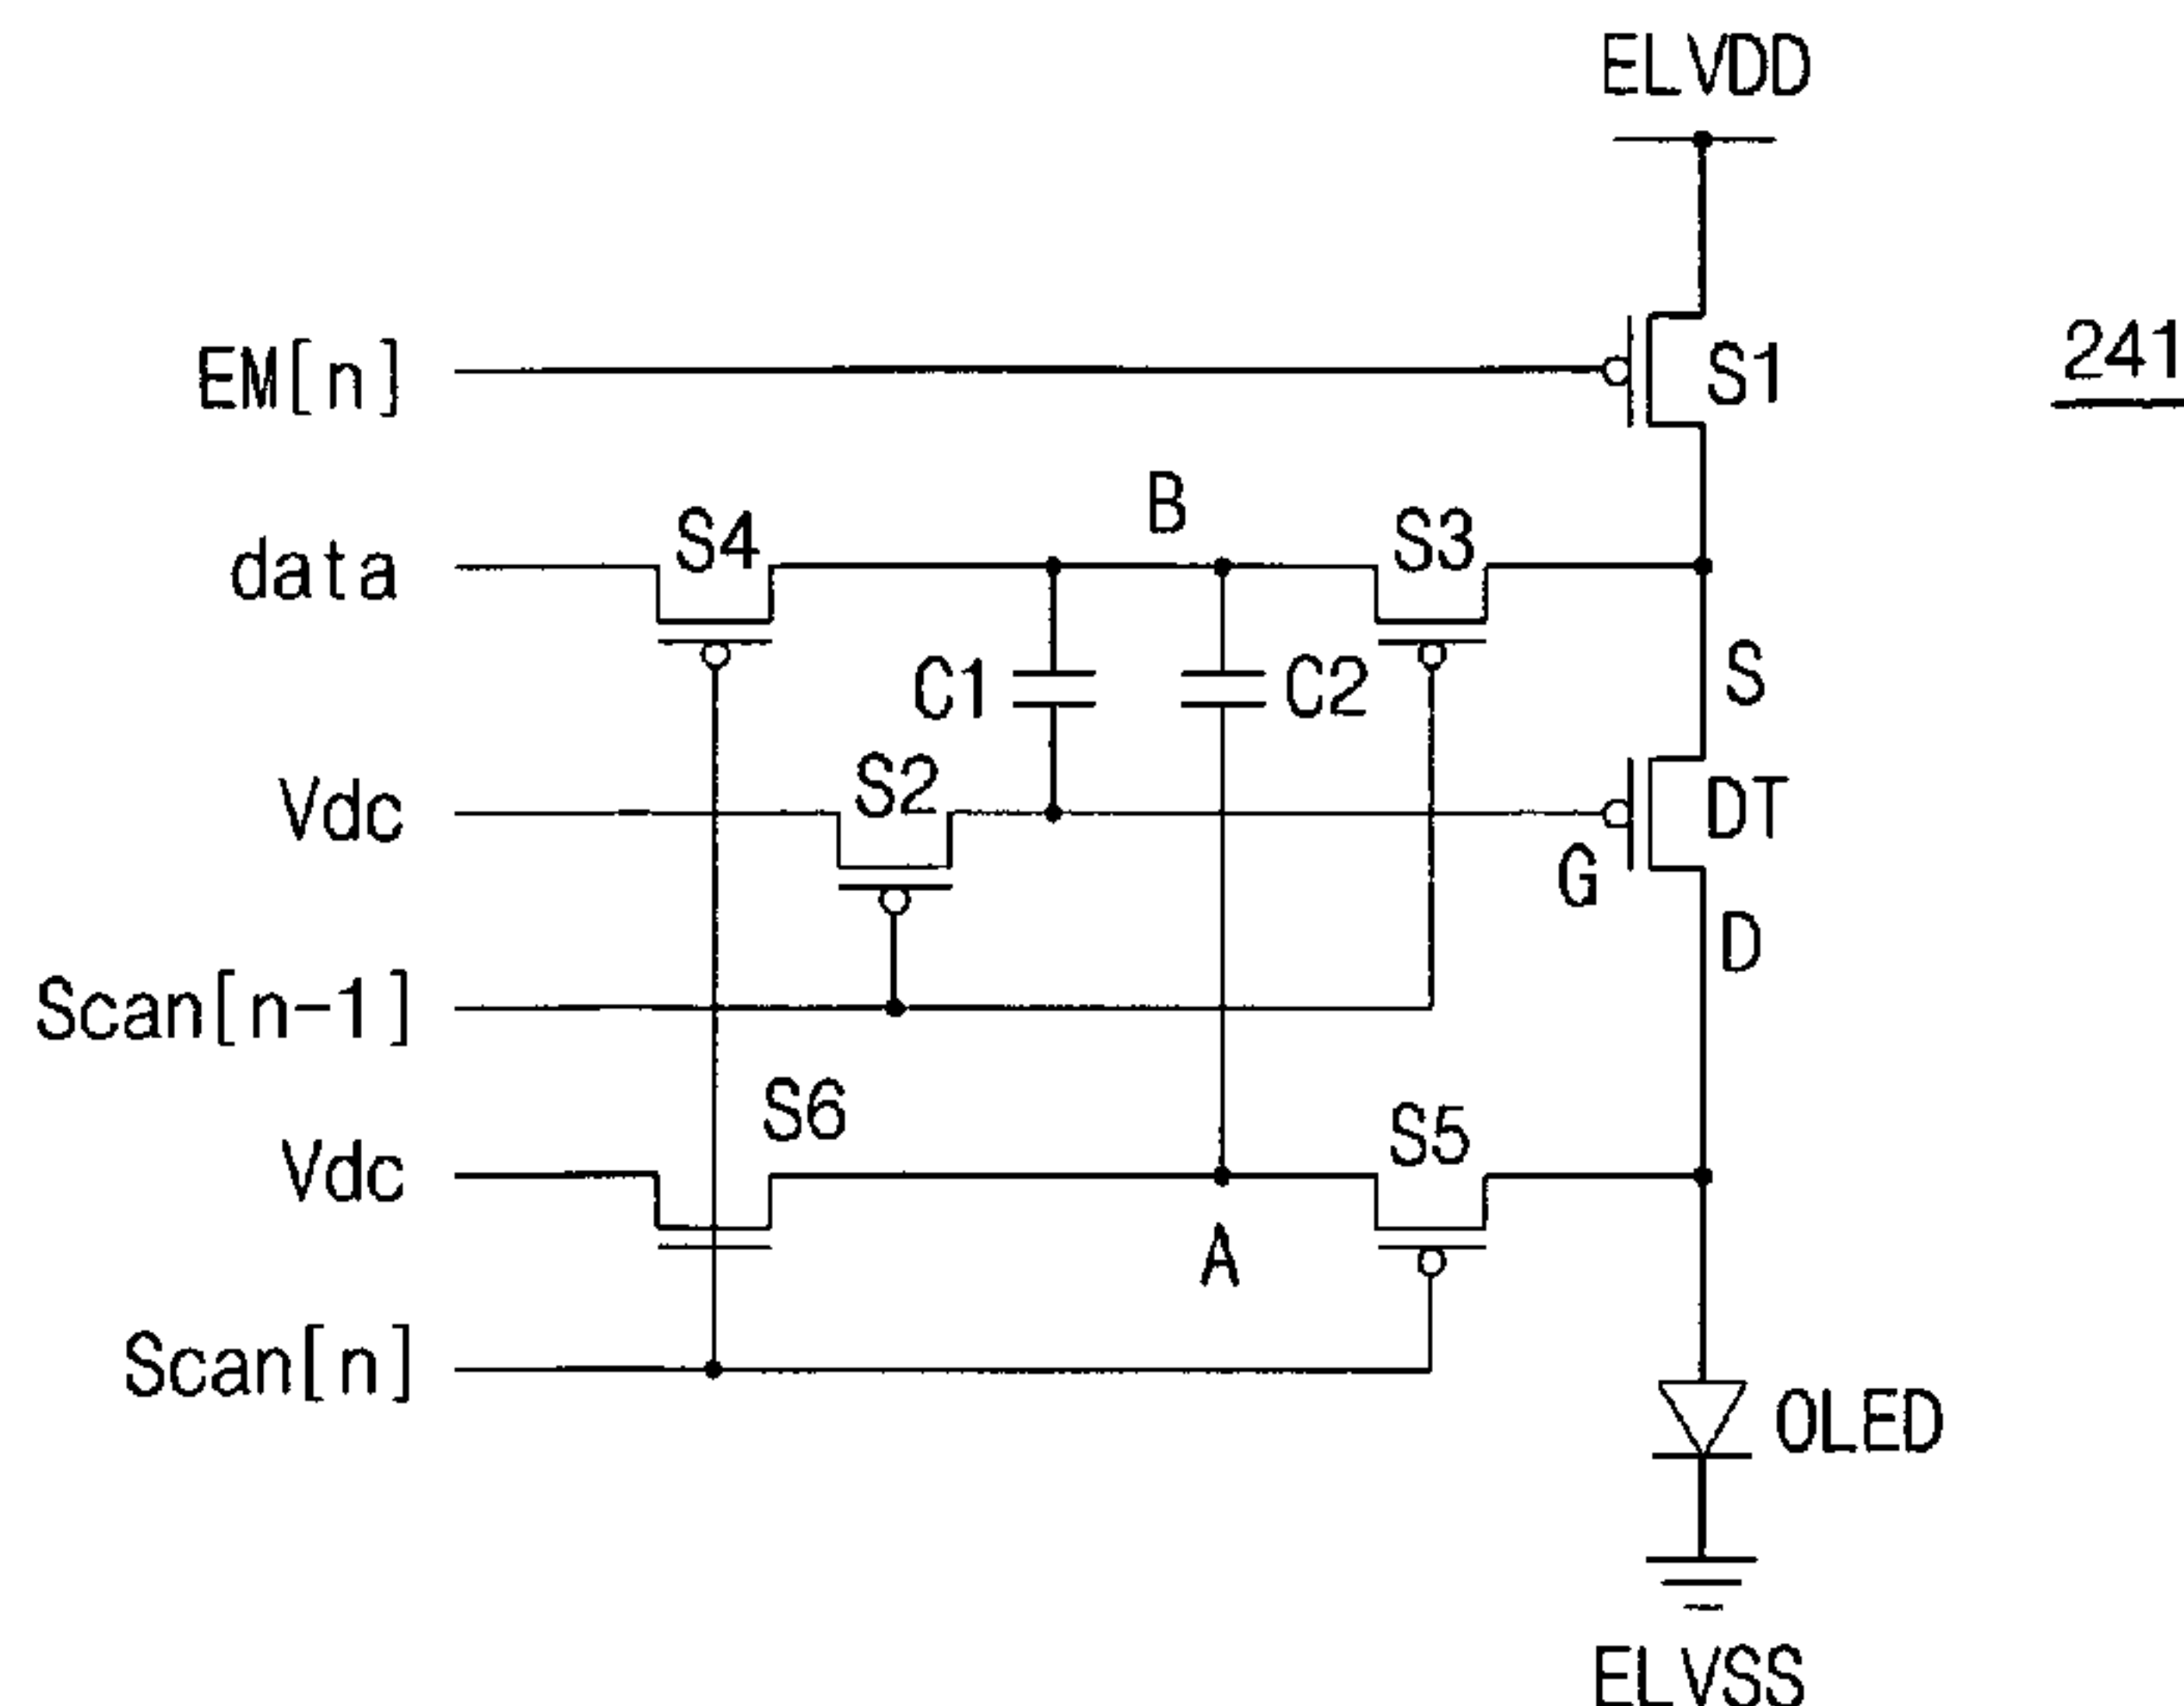 ELVDD
EM[n]
S1
241
B
S4
S3
data
C1
C2
S
S2
Vdc
DT
G
D
Scan[n-1]
S6
S5
Vdc
A
Scan[n]
OLED
ELVSS